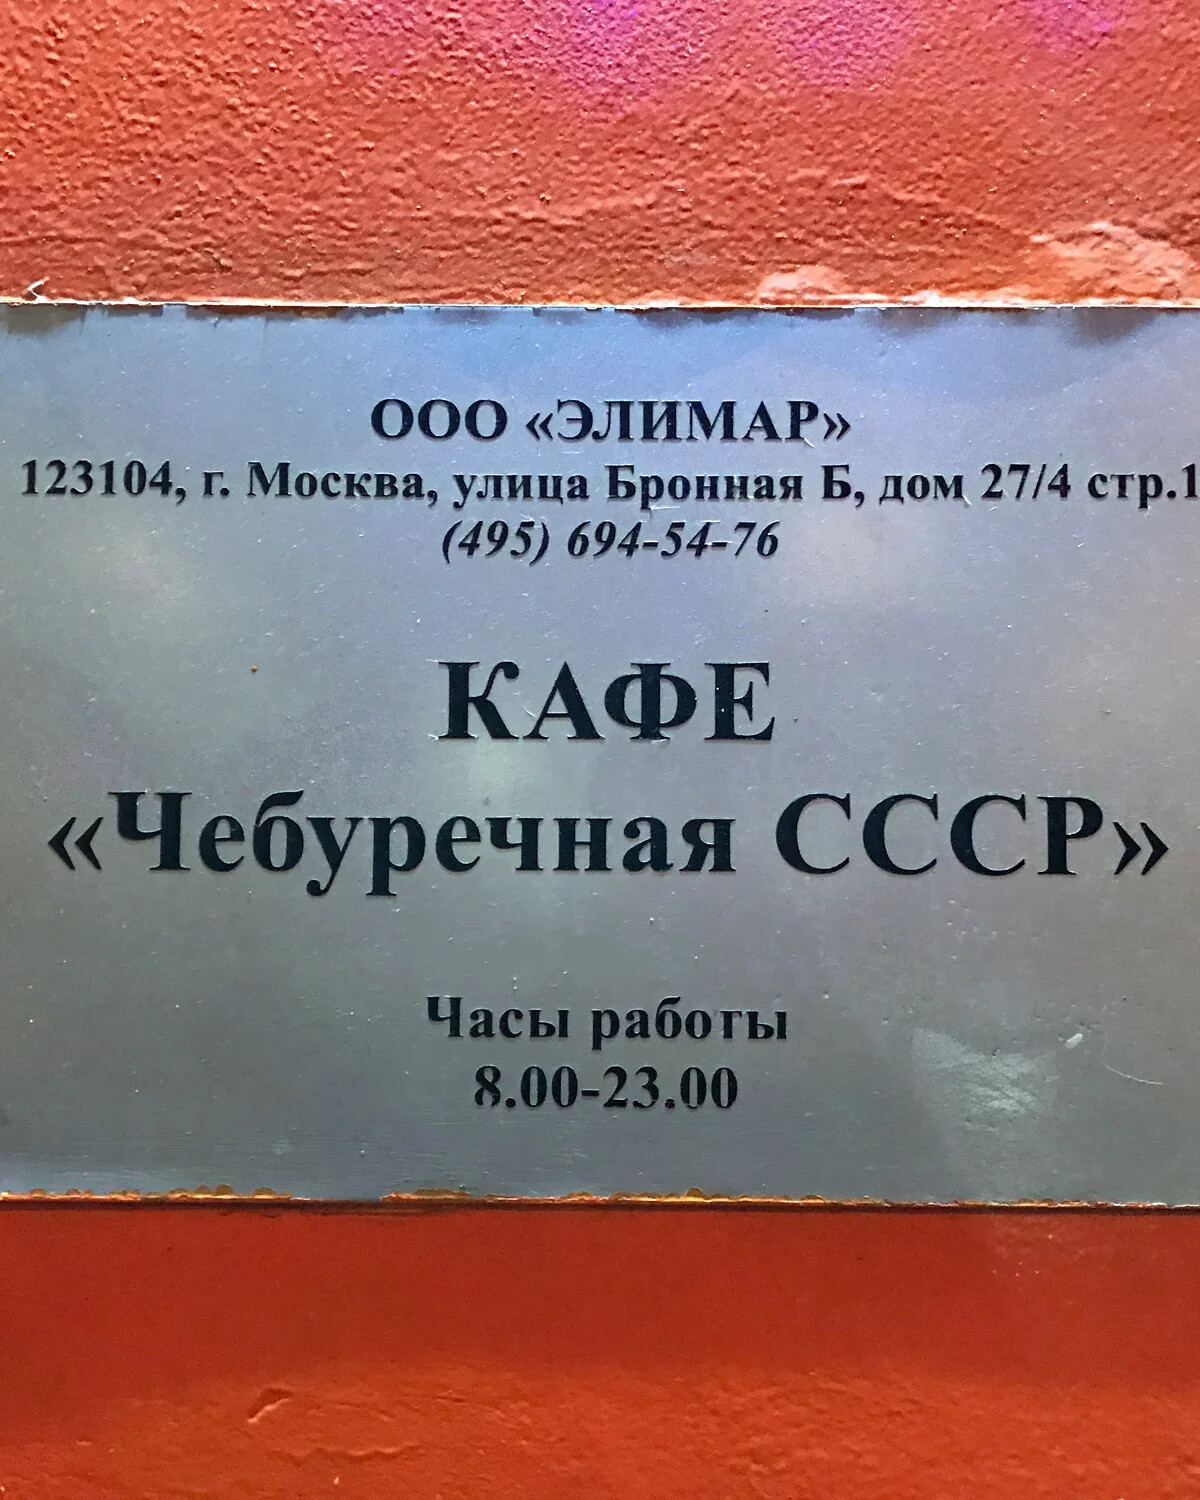 ООО «ЭЛИМАР»
123104, г. Москва, улица Бронная Б, дом 27/4 стр.1
(495) 694-54-76
КАФЕ
«Чебуречная СССР»
Часы работы
8.00-23.00